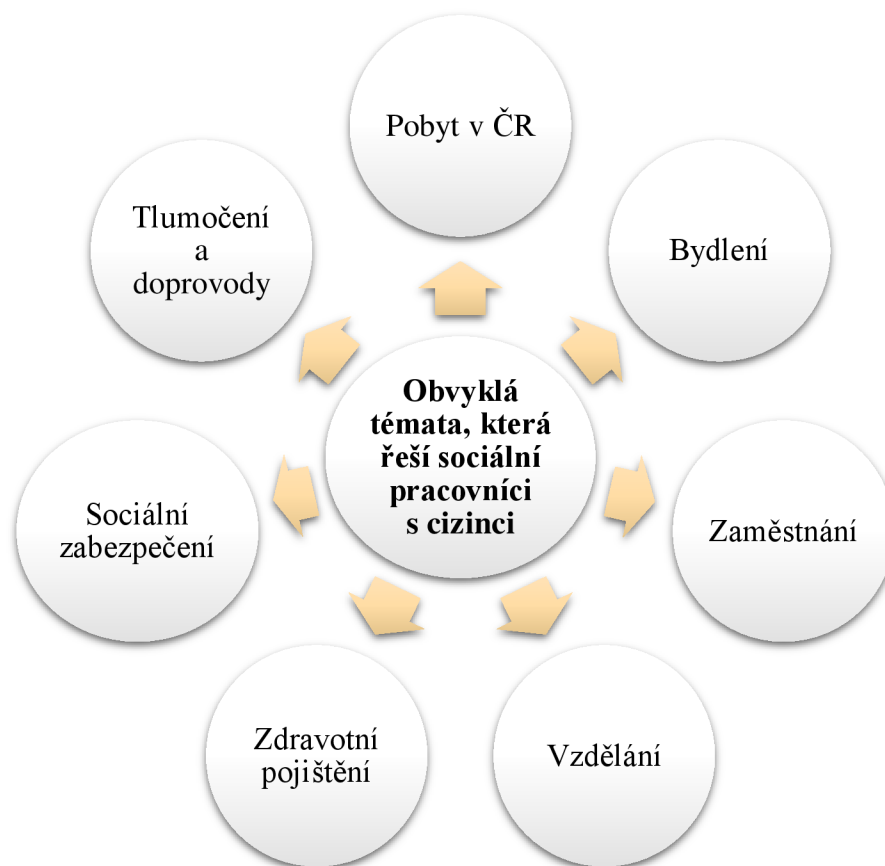 Pobyt v ČR
Tlumočení
a
doprovody
Bydlení
Obvyklá
témata, která
řeší sociální
pracovníci
s cizinci
Sociální
zabezpečení
Zaměstnání
Zdravotní
pojištění
Vzdělání